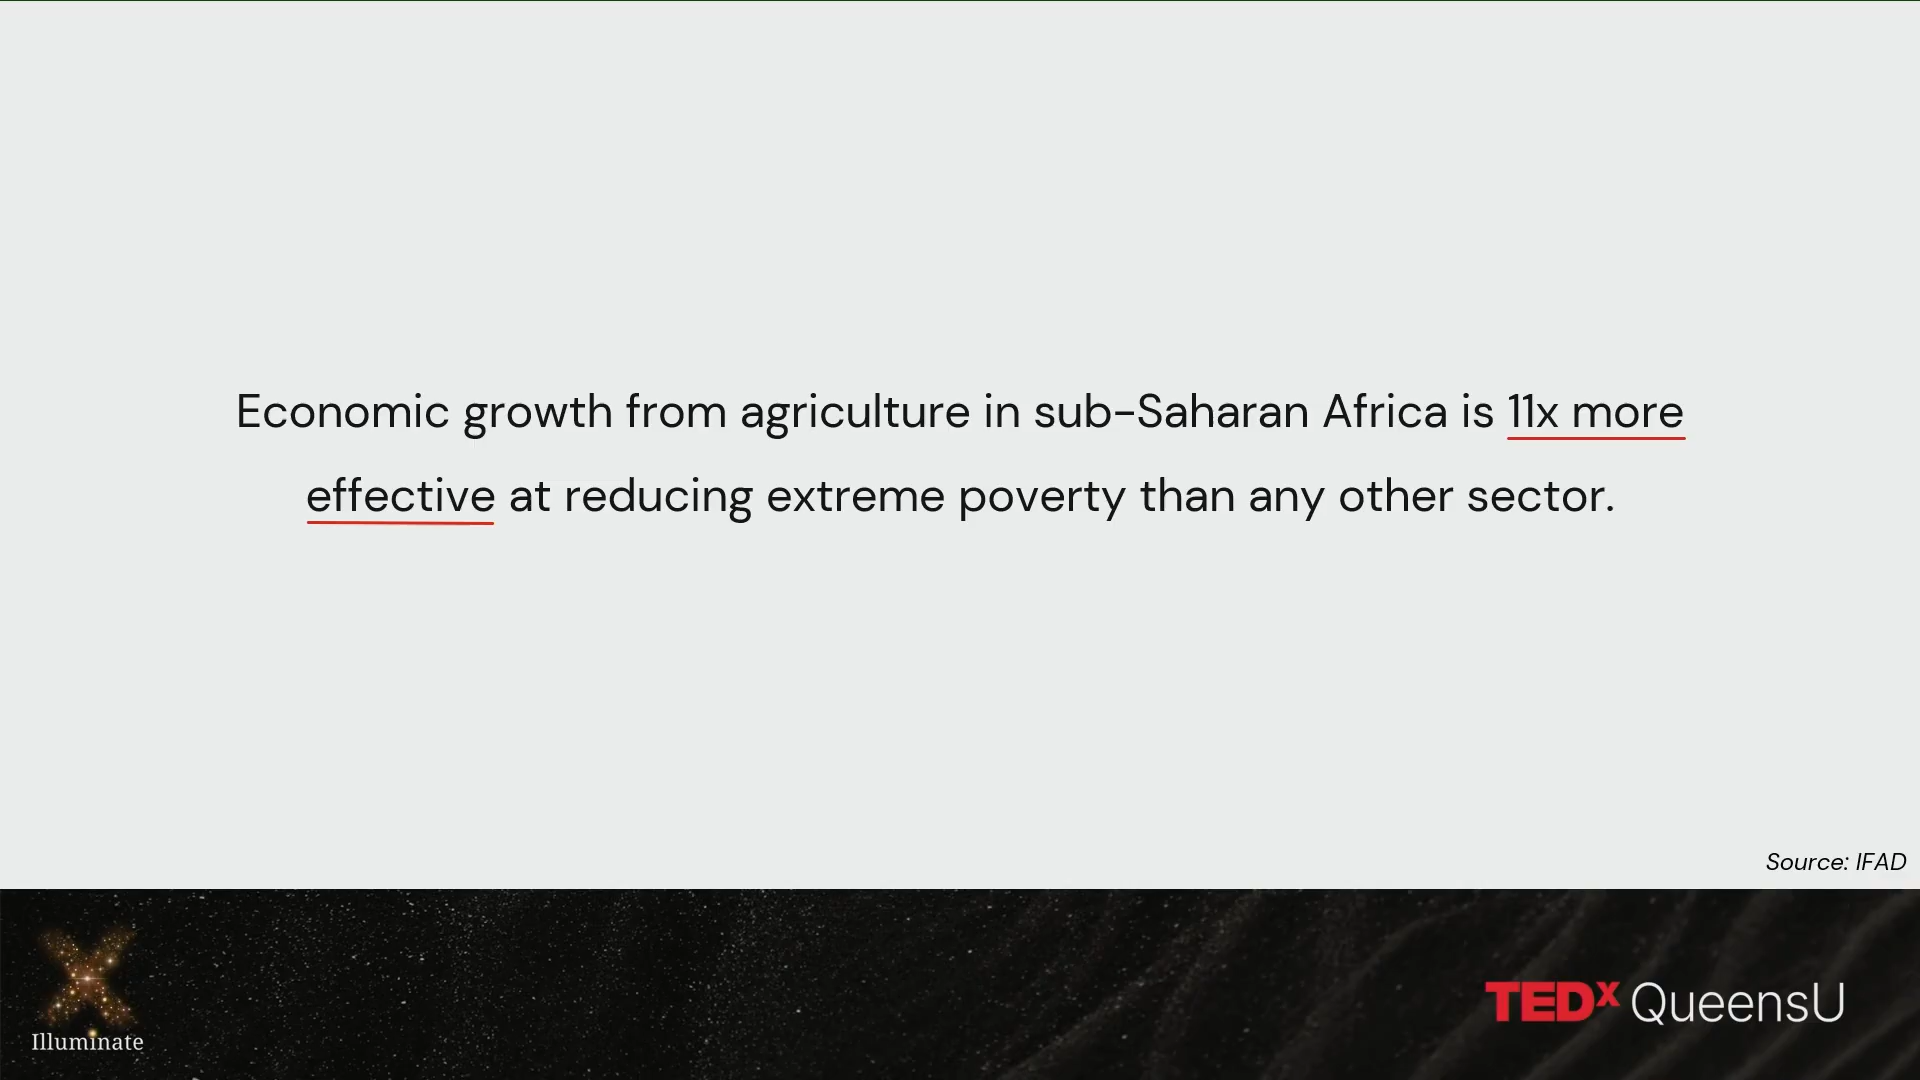 Economic growth from agriculture in sub-Saharan Africa is 11x more
effective at reducing extreme poverty than any other sector.
Source: IFAD
Illuminate
TEDx QueensU